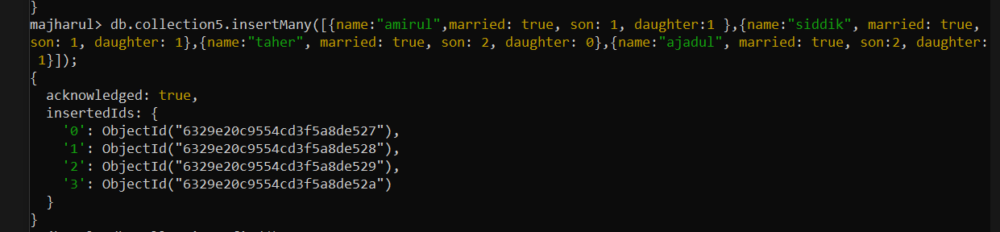 }
majharul> db.collection5.insertMany([{name:"amirul",married: true, son: 1, daughter:1 },{name:"siddik", married: true,
son: 1, daughter: 1},{name:"taher", married: true, son: 2, daughter: 0},{name:"ajadul", married: true, son:2, daughter:
1}]);
{
  acknowledged: true,
  insertedIds: {
    '0': ObjectId("6329e20c9554cd3f5a8de527"),
    '1': ObjectId("6329e20c9554cd3f5a8de528"),
    '2': ObjectId("6329e20c9554cd3f5a8de529"),
    '3': ObjectId("6329e20c9554cd3f5a8de52a")
  }
}